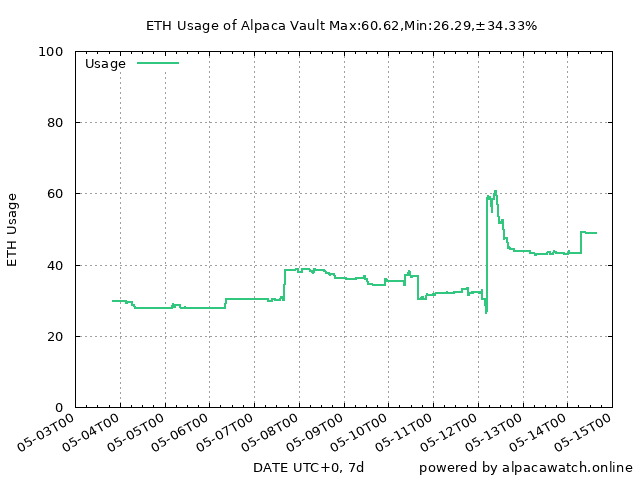 ETH Usage of Alpaca Vault Max:60.62,Min:26.29,±34.33%
Usage
100
80
60
40
20
0
ETH Usage
05-03T00
05-04T00
05-05T00
05-06T00
05-07T00
05-08T00
05-09T00
05-10T00
05-11T00
05-12T00
05-13T00
05-14T00
05-15T00
DATE UTC+0, 7d
powered by alpacawatch.online